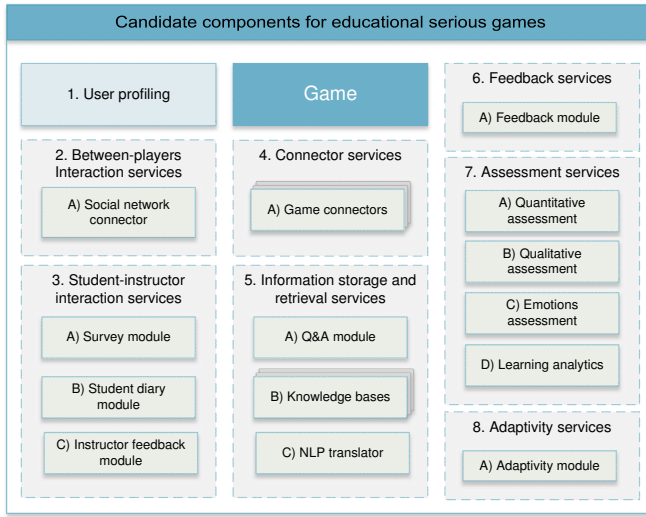 Candidate components for educational serious games
1. User profiling
2. Between-players
Interaction services
A) Social network
connector
3. Student-instructor
interaction services
A) Survey module
B) Student diary
module
C) Instructor feedback
module
Game
4. Connector services
A) Game connectors
5. Information storage and
retrieval services
A) Q&A module
B) Knowledge bases
C) NLP translator
6. Feedback services
A) Feedback module
7. Assessment services
A) Quantitative
assessment
B) Qualitative
assessment
C) Emotions
assessment
D) Learning analytics
8. Adaptivity services
A) Adaptivity module